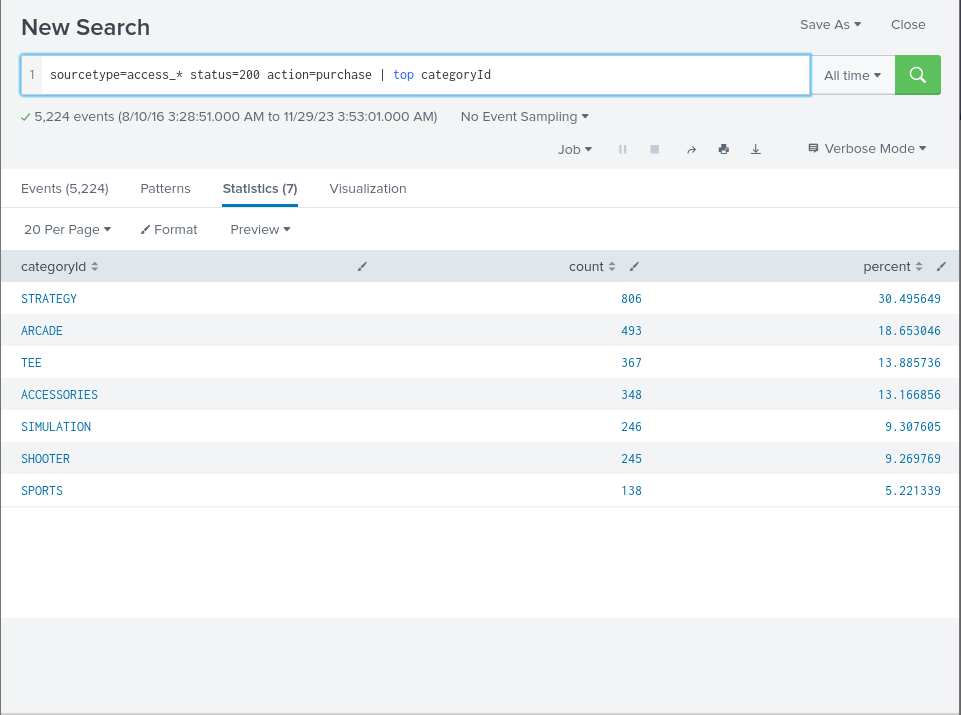 New Search
Save As Close
1 sourcetype=access_* status=200 action=purchase | top categoryId
All time
5,224 events (8/10/16 3:28:51.000 AM to 11/29/23 3:53:01.000 AM) No Event Sampling
Job Verbose Mode
Events (5,224) Patterns Statistics (7) Visualization
20 Per Page Format Preview
categoryId count percent
STRATEGY 806 30.495649
ARCADE 493 18.653046
TEE 367 13.885736
ACCESSORIES 348 13.166856
SIMULATION 246 9.307605
SHOOTER 245 9.269769
SPORTS 138 5.221339